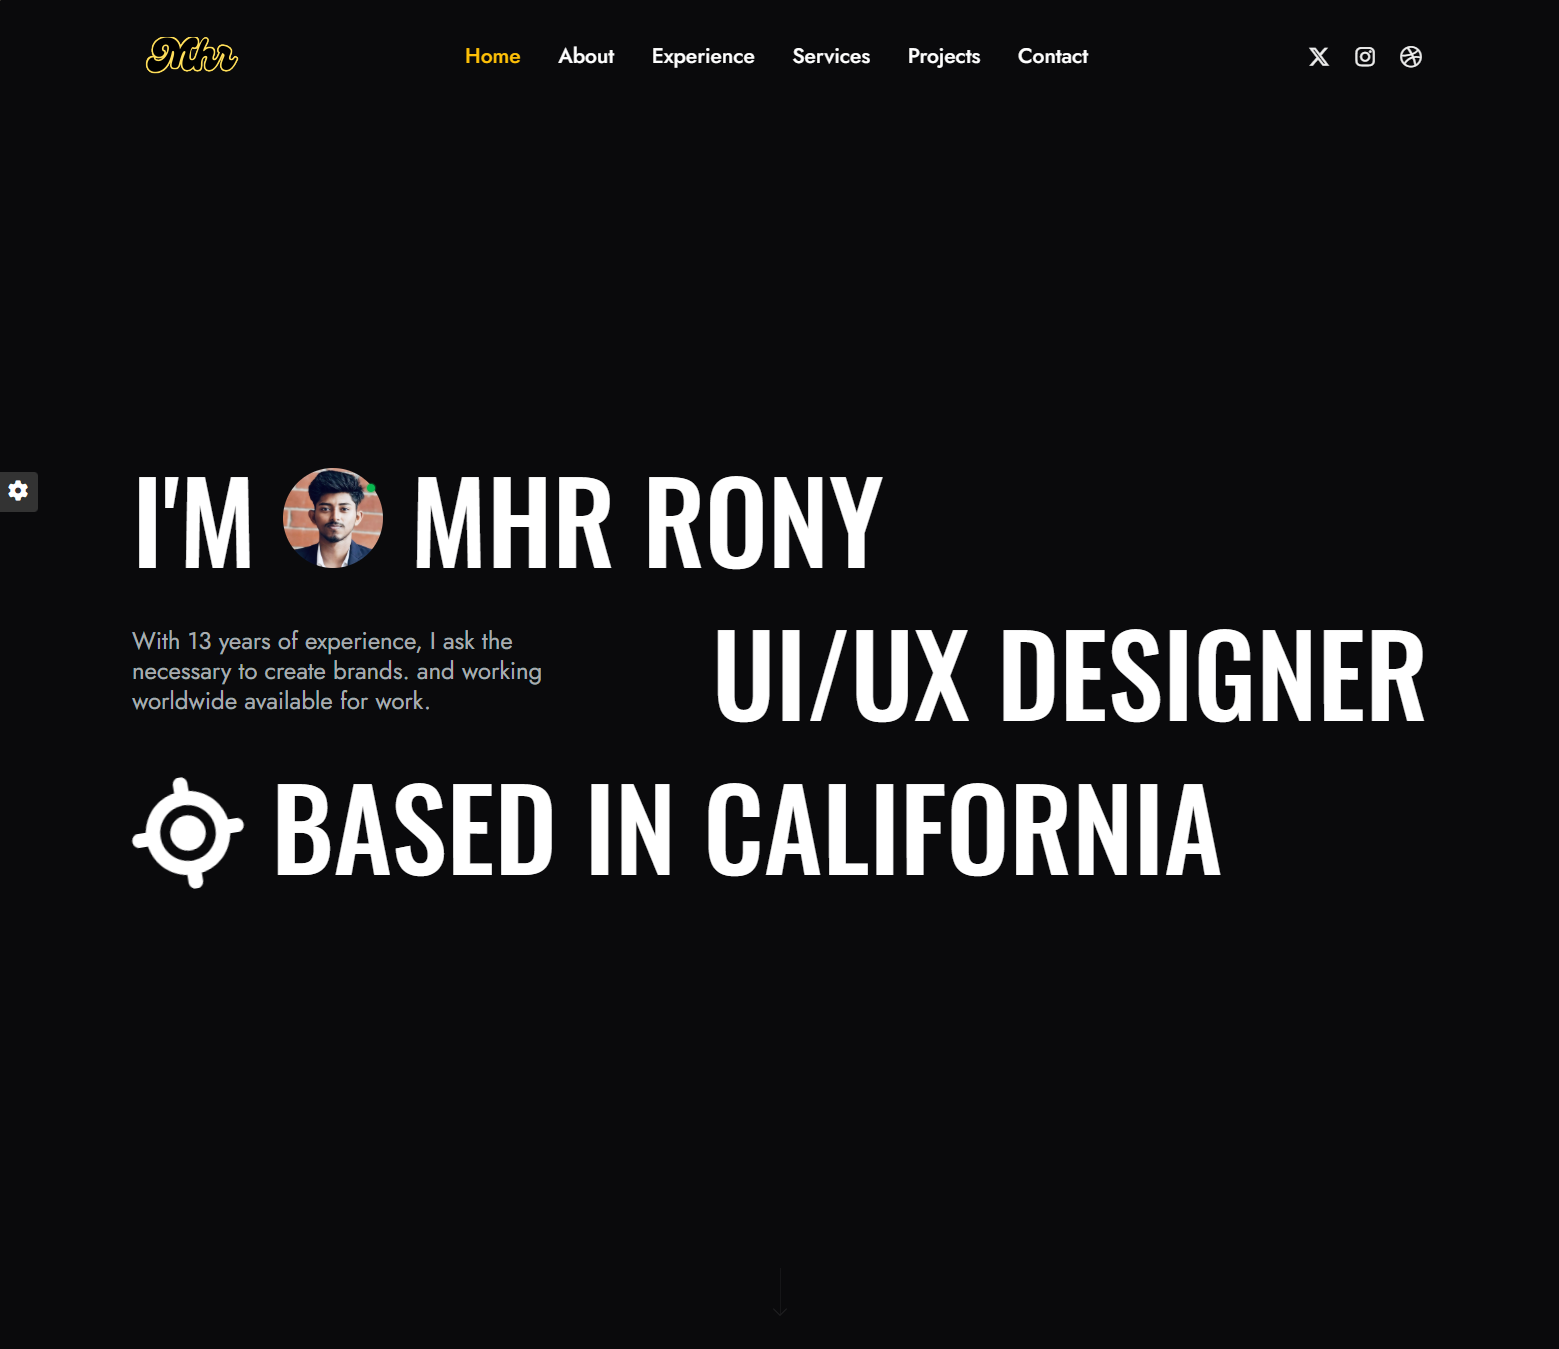 Mhr
Home About Experience Services Projects Contact
I'M MHR RONY
With 13 years of experience, I ask the
necessary to create brands. and working
worldwide available for work.
UI/UX DESIGNER
BASED IN CALIFORNIA